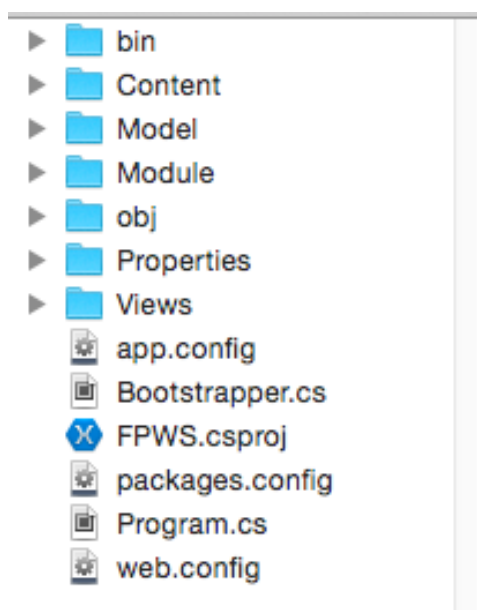 bin
Content
Model
Module
obj
Properties
Views
app.config
Bootstrapper.cs
FPWS.csproj
packages.config
Program.cs
web.config